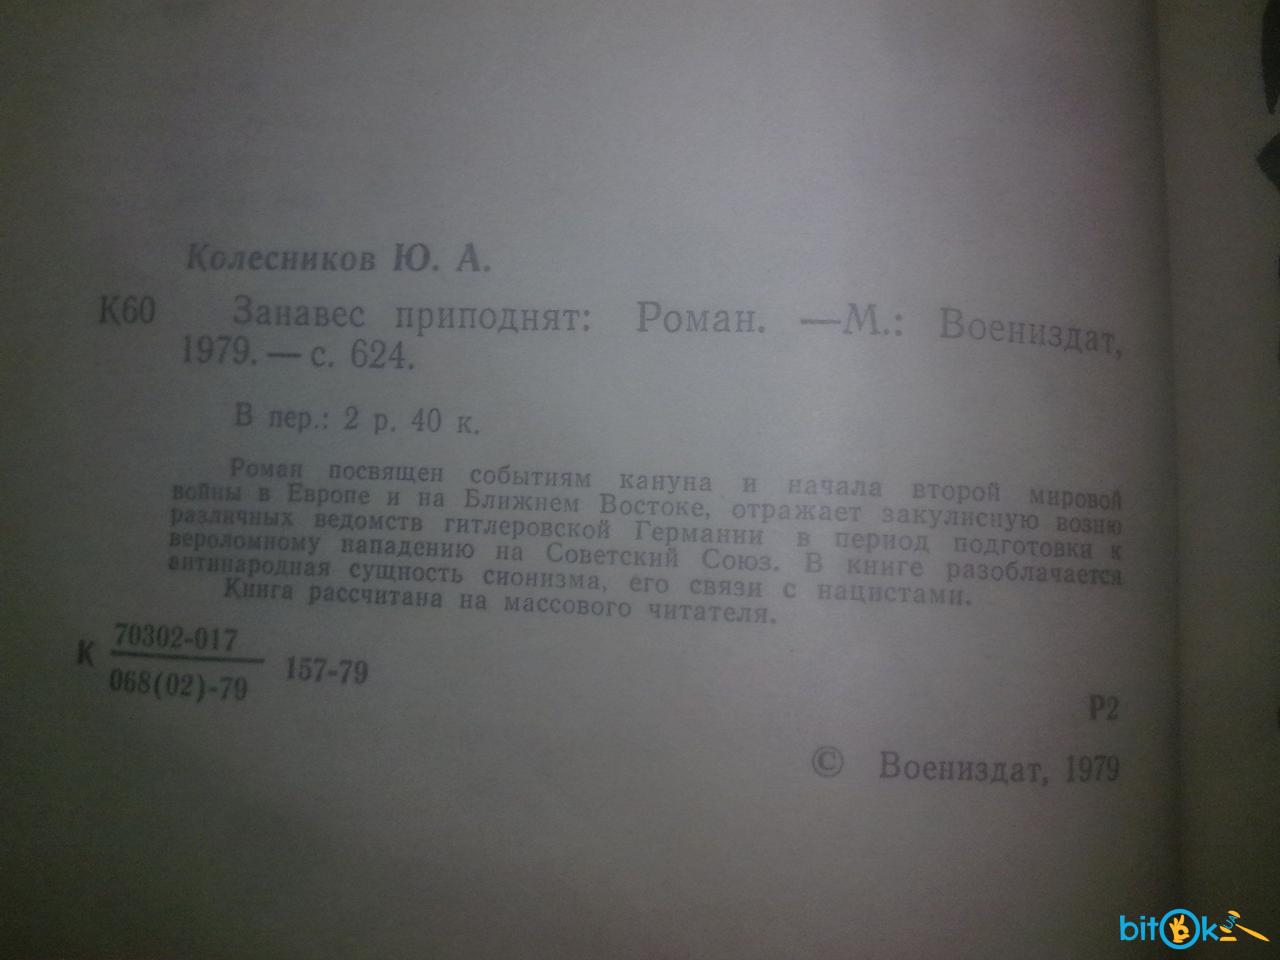 Колесников Ю. А.
К60 Занавес приподнят: Роман. —М.: Воениздат,
1979. — с. 624.
В пер.: 2 р. 40 к.
Роман посвящен событиям кануна и начала второй мировой
войны в Европе и на Ближнем Востоке, отражает закулисную возню
различных ведомств гитлеровской Германии в период подготовки к
вероломному нападению на Советский Союз. В книге разоблачается
антинародная сущность сионизма, его связи с нацистами.
Книга рассчитана на массового читателя.
70302-017
К 157-79
068(02)-79
Р2
© Воениздат, 1979
bitOk UA